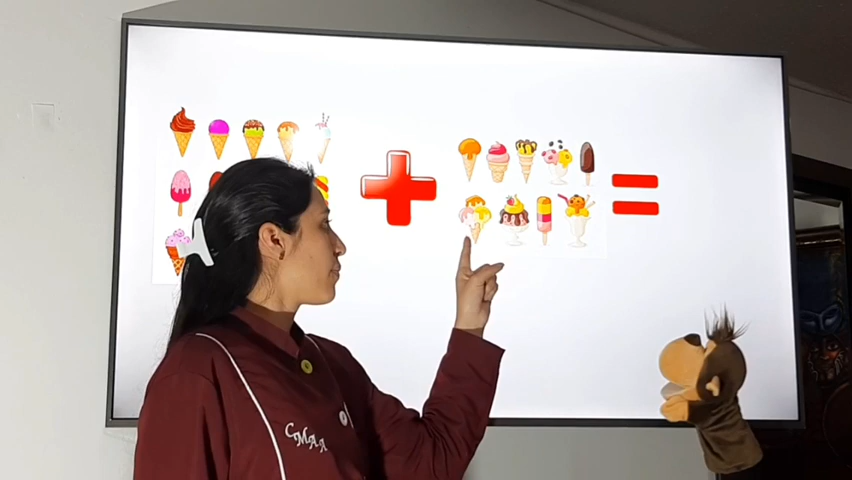 +
=
CMAA